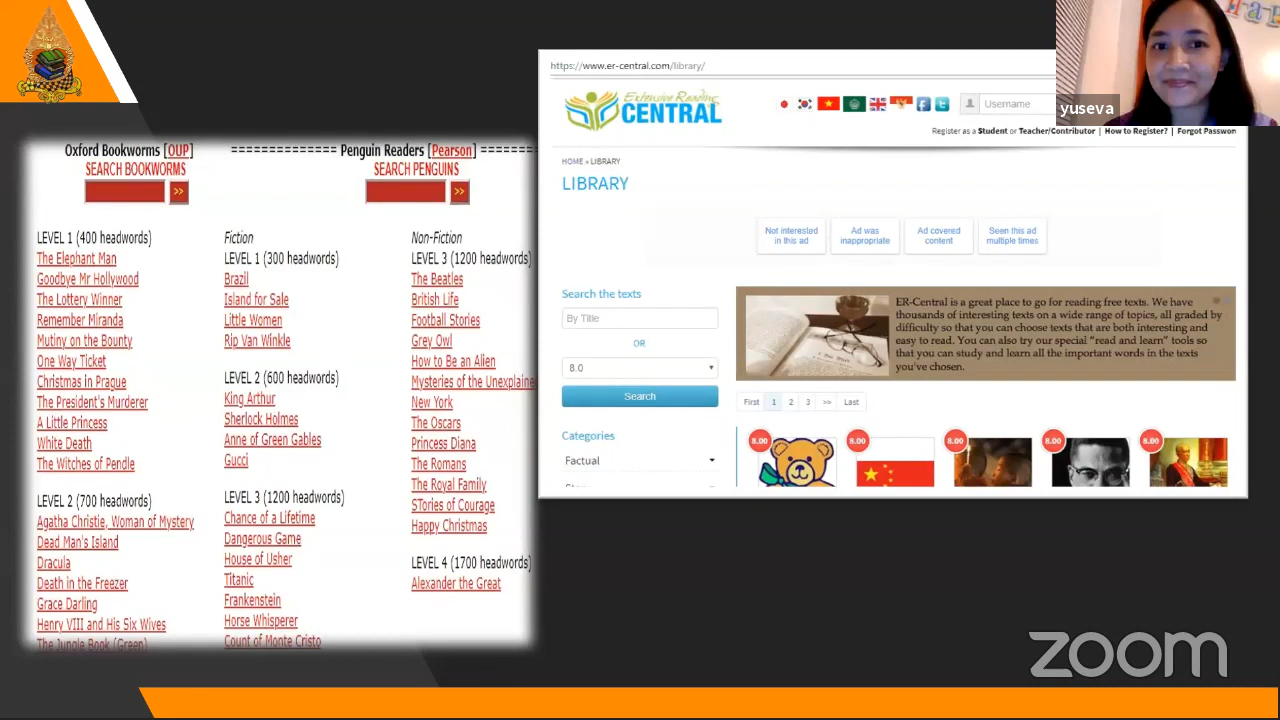 Oxford Bookworms [OUP] ============== Penguin Readers [Pearson] =======
SEARCH BOOKWORMS
SEARCH PENGUINS
>>
>>
LEVEL 1 (400 headwords)
The Elephant Man
Goodbye Mr Hollywood
The Lottery Winner
Remember Miranda
Mutiny on the Bounty
One Way Ticket
Christmas in Prague
The President's Murderer
A Little Princess
White Death
The Witches of Pendle
LEVEL 2 (700 headwords)
Agatha Christie, Woman of Mystery
Dead Man's Island
Dracula
Death in the Freezer
Grace Darling
Henry VIII and His Six Wives
The Jungle Book (Green)
Fiction
LEVEL 1 (300 headwords)
Brazil
Island for Sale
Little Women
Rip Van Winkle
LEVEL 2 (600 headwords)
King Arthur
Sherlock Holmes
Anne of Green Gables
Gucci
LEVEL 3 (1200 headwords)
Chance of a Lifetime
Dangerous Game
House of Usher
Titanic
Frankenstein
Horse Whisperer
Count of Monte Cristo
Non-Fiction
LEVEL 3 (1200 headwords)
The Beatles
British Life
Football Stories
Grey Owl
How to Be an Alien
Mysteries of the Unexplaine
New York
The Oscars
Princess Diana
The Romans
The Royal Family
STories of Courage
Happy Christmas
LEVEL 4 (1700 headwords)
Alexander the Great
https://www.er-central.com/library/
Extensive Reading
CENTRAL
Username
Register as a Student or Teacher/Contributor | How to Register? | Forgot Passwor
HOME » LIBRARY
LIBRARY
Not interested in this ad
Ad was inappropriate
Ad covered content
Seen this ad multiple times
Search the texts
By Title
OR
8.0
Search
Categories
Factual
ER-Central is a great place to go for reading free texts. We have
thousands of interesting texts on a wide range of topics, all graded by
difficulty so that you can choose texts that are both interesting and
easy to read. You can also try our special "read and learn" tools so
that you can study and learn all the important words in the texts
you've chosen.
First 1 2 3 >> Last
8.00 8.00 8.00 8.00 8.00
yuseva
zoom